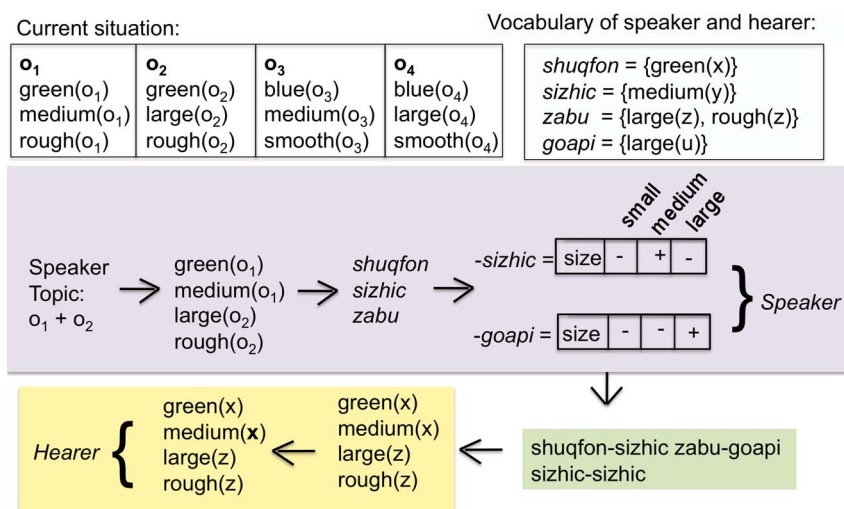 Current situation:
Vocabulary of speaker and hearer:
o₁ o₂ o₃ o₄
green(o₁) green(o₂) blue(o₃) blue(o₄)
medium(o₁) large(o₂) medium(o₃) large(o₄)
rough(o₁) rough(o₂) smooth(o₃) smooth(o₄)
shuqfon = {green(x)}
sizhic = {medium(y)}
zabu = {large(z), rough(z)}
goapi = {large(u)}
Speaker
Topic:
o₁ + o₂
green(o₁)
medium(o₁)
large(o₂)
rough(o₂)
shuqfon
sizhic
zabu
small
medium
large
-sizhic = size - + -
-goapi = size - - +
} Speaker
Hearer {
green(x)
medium(x)
large(z)
rough(z)
green(x)
medium(x)
large(z)
rough(z)
shuqfon-sizhic zabu-goapi
sizhic-sizhic